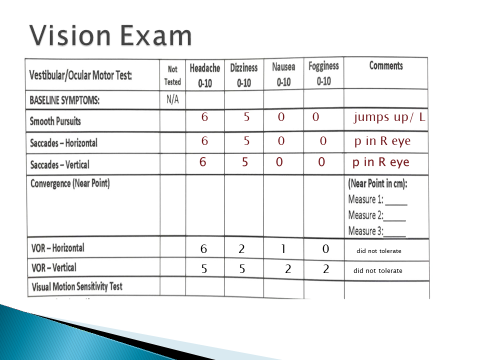 Vision Exam
Vestibular/Ocular Motor Test: Not Tested Headache 0-10 Dizziness 0-10 Nausea 0-10 Fogginess 0-10 Comments
BASELINE SYMPTOMS: N/A
Smooth Pursuits 6 5 0 0 jumps up/ L
Saccades – Horizontal 6 5 0 0 p in R eye
Saccades – Vertical 6 5 0 0 p in R eye
Convergence (Near Point) (Near Point in cm):
Measure 1: ______
Measure 2:______
Measure 3:______
VOR – Horizontal 6 2 1 0 did not tolerate
VOR – Vertical 5 5 2 2 did not tolerate
Visual Motion Sensitivity Test